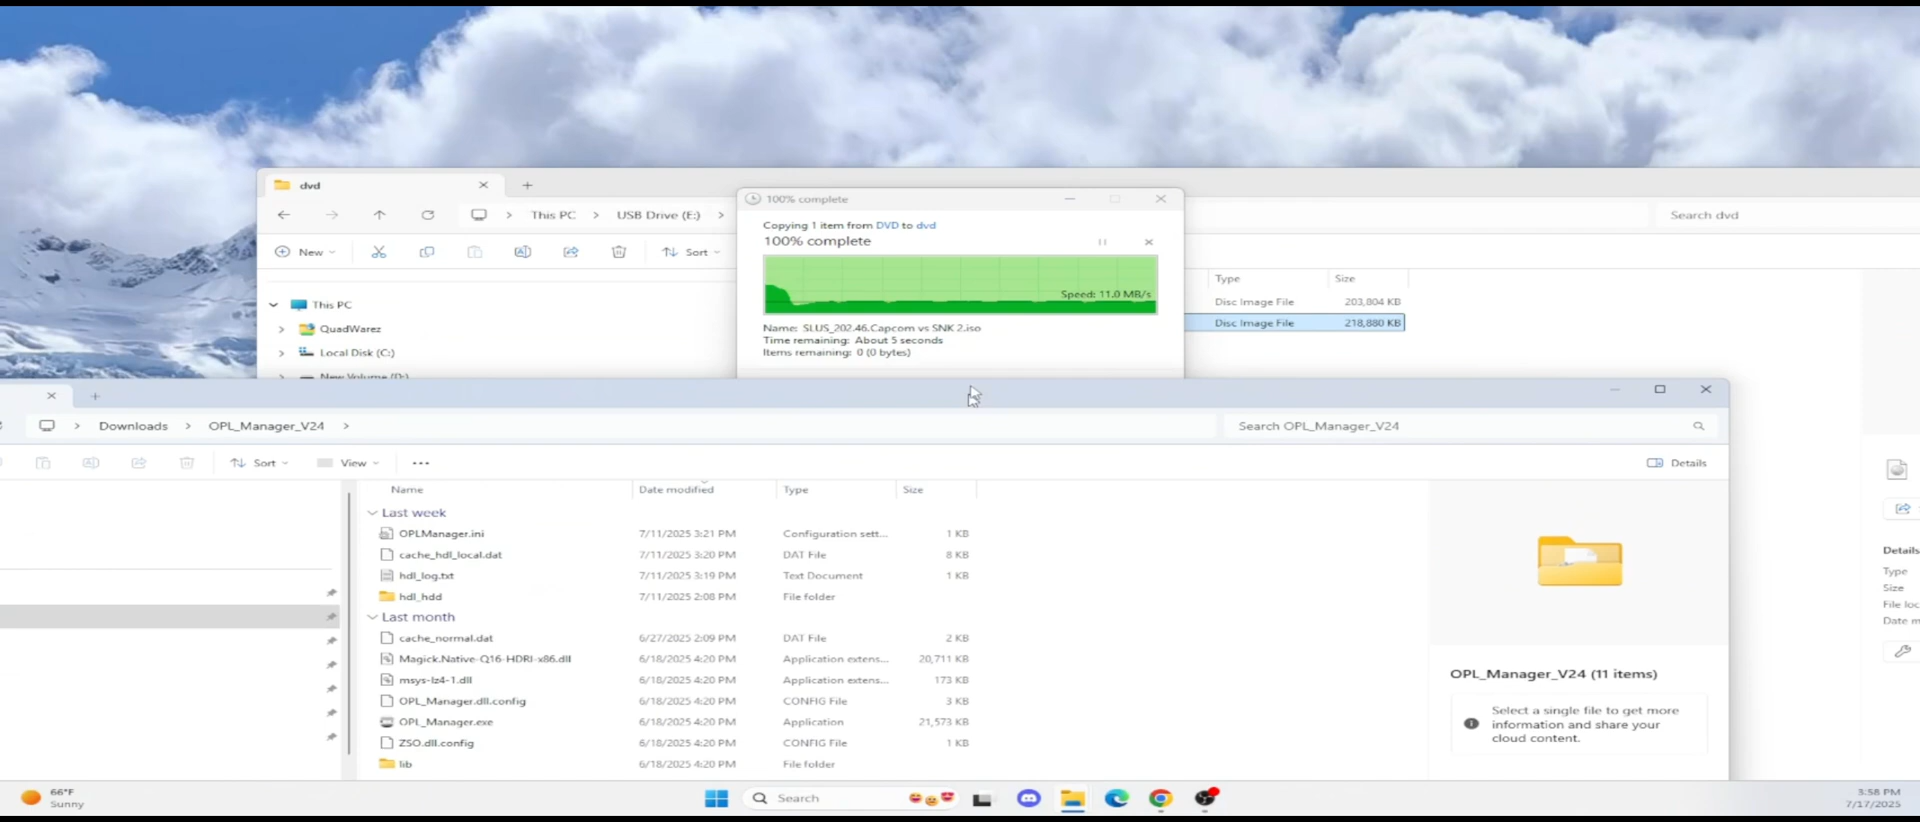 dvd
This PC > USB Drive (E:) >
Search dvd
New
Sort
100% complete
Copying 1 item from DVD to dvd
100% complete
Speed: 11.0 MB/s
Name: SLUS_202.46.Capcom vs SNK 2.iso
Time remaining: About 5 seconds
Items remaining: 0 (0 bytes)
Type Size
Disc Image File 203,804 KB
Disc Image File 218,880 KB
This PC
QuadWarez
Local Disk (C:)
New Volume (D:)
Downloads > OPL_Manager_V24 >
Search OPL_Manager_V24
Sort View ...
Details
Name Date modified Type Size
Last week
OPLManager.ini 7/11/2025 3:21 PM Configuration sett... 1 KB
cache_hdl_local.dat 7/11/2025 3:20 PM DAT File 8 KB
hdl_log.txt 7/11/2025 3:19 PM Text Document 1 KB
hdl_hdd 7/11/2025 2:08 PM File folder
Last month
cache_normal.dat 6/27/2025 2:09 PM DAT File 2 KB
Magick.Native-Q16-HDRI-x86.dll 6/18/2025 4:20 PM Application extens... 20,711 KB
msys-lz4-1.dll 6/18/2025 4:20 PM Application extens... 173 KB
OPL_Manager.dll.config 6/18/2025 4:20 PM CONFIG File 3 KB
OPL_Manager.exe 6/18/2025 4:20 PM Application 21,573 KB
ZSO.dll.config 6/18/2025 4:20 PM CONFIG File 1 KB
lib 6/18/2025 4:20 PM File folder
OPL_Manager_V24 (11 items)
Select a single file to get more
information and share your
cloud content.
Details
Type
Size
File loc
Date m
66°F
Sunny
Search
3:58 PM
7/17/2025